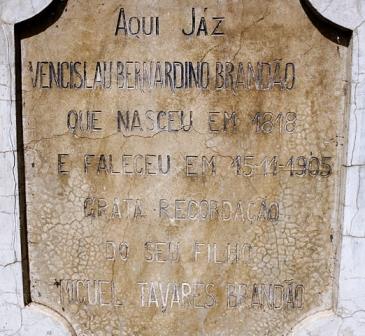 AQUI JÁZ
VENCISLAU BERNARDINO BRANDÃO
QUE NASCEU EM 1818
E FALECEU EM 15-11-1905
GRATA RECORDAÇÃO
DO SEU FILHO
MIGUEL TAVARES BRANDÃO